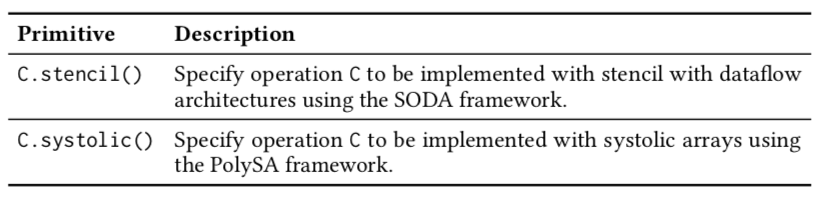 Primitive Description
C.stencil() Specify operation C to be implemented with stencil with dataflow
architectures using the SODA framework.
C.systolic() Specify operation C to be implemented with systolic arrays using
the PolySA framework.